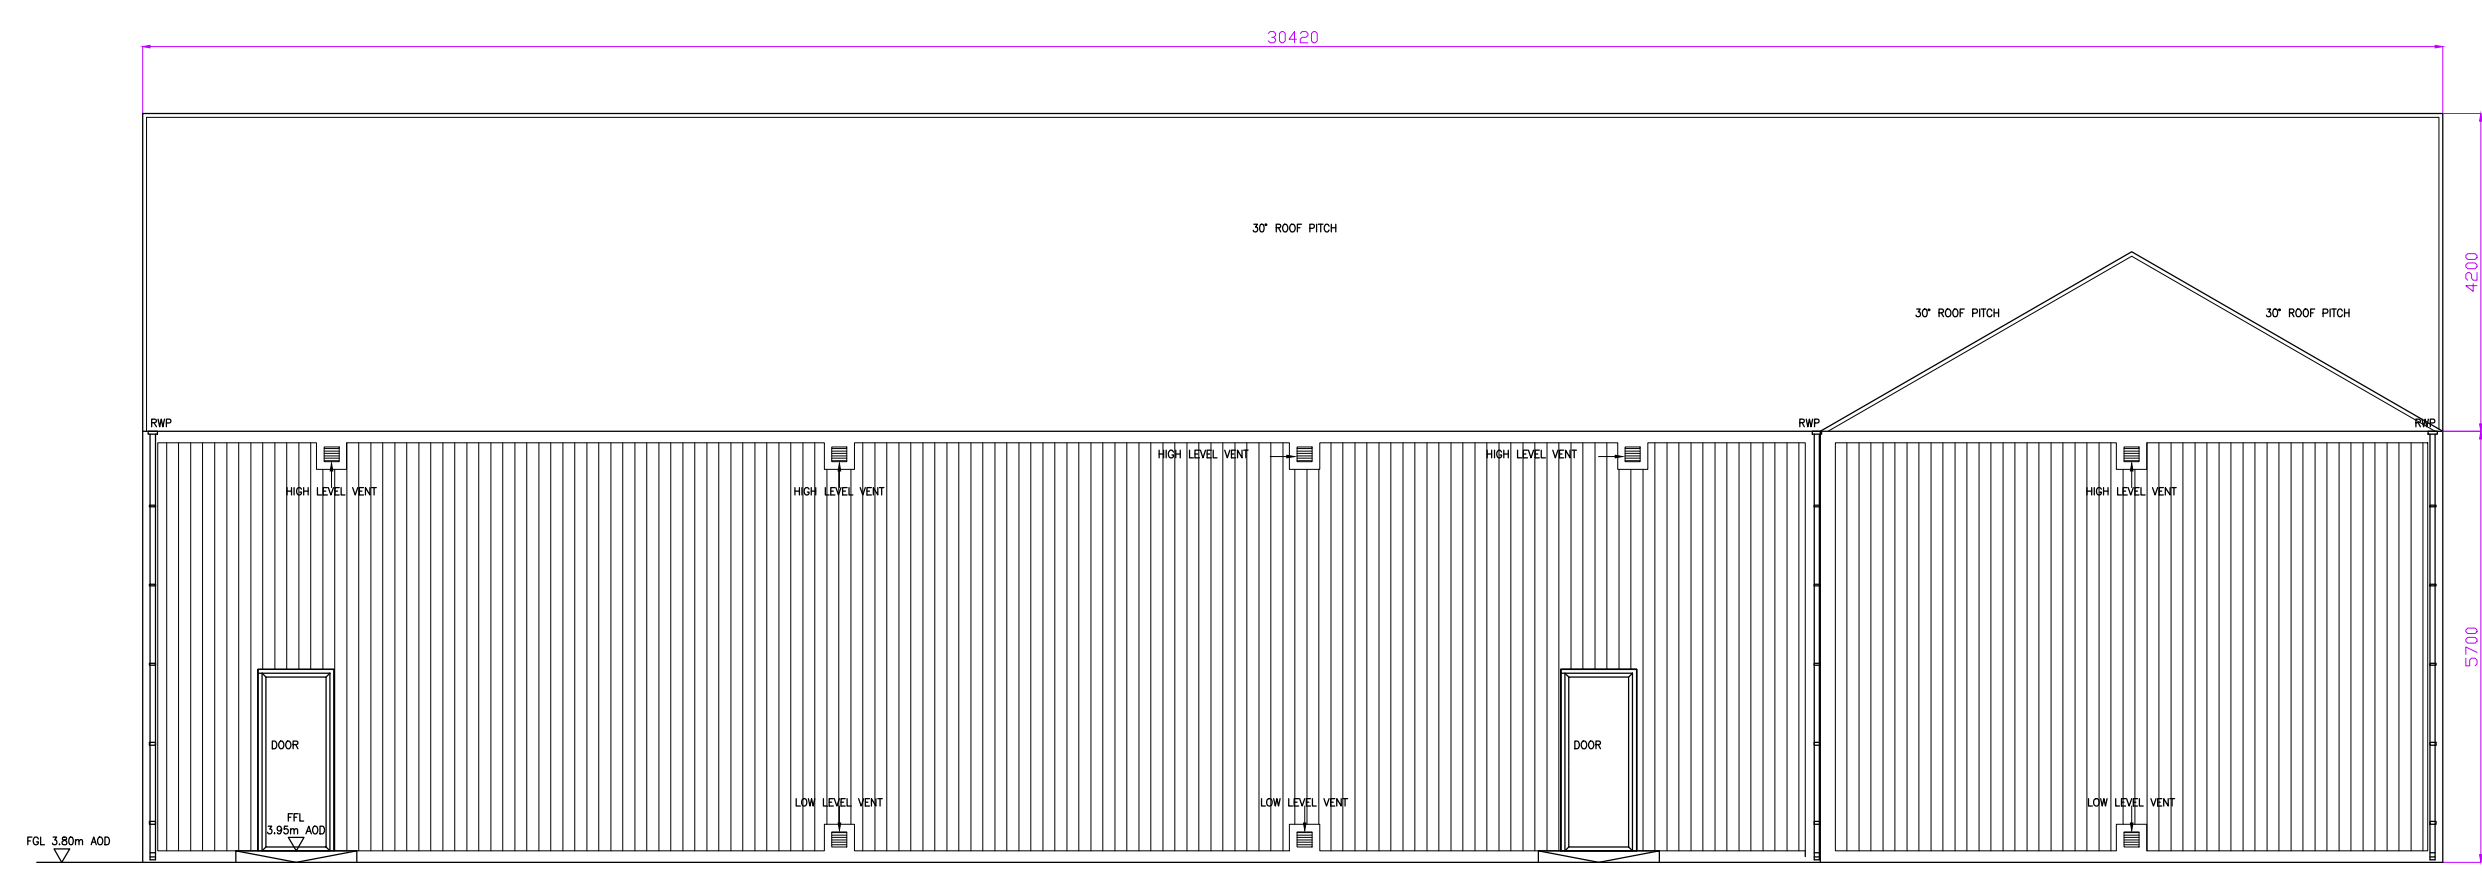 30420
30° ROOF PITCH
4200
30° ROOF PITCH
30° ROOF PITCH
RWP
RWP
RWP
HIGH LEVEL VENT
HIGH LEVEL VENT
HIGH LEVEL VENT
HIGH LEVEL VENT
HIGH LEVEL VENT
5700
DOOR
DOOR
LOW LEVEL VENT
LOW LEVEL VENT
LOW LEVEL VENT
FFL
3.95m AOD
FGL 3.80m AOD